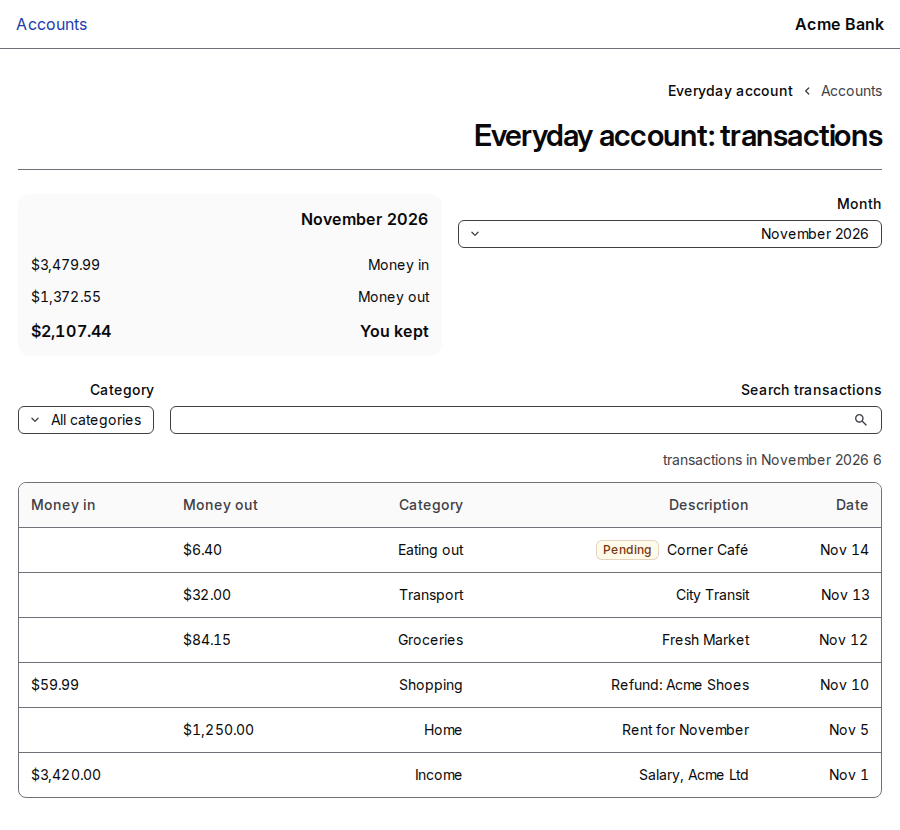 Acme Bank
Accounts
Accounts ‹ Everyday account
Everyday account: transactions
Month
November 2026
November 2026
Money in $3,479.99
Money out $1,372.55
You kept $2,107.44
Search transactions
Category
All categories
transactions in November 2026 6
Date Description Category Money out Money in
Nov 14 Corner Café Pending Eating out $6.40
Nov 13 City Transit Transport $32.00
Nov 12 Fresh Market Groceries $84.15
Nov 10 Refund: Acme Shoes Shopping $59.99
Nov 5 Rent for November Home $1,250.00
Nov 1 Salary, Acme Ltd Income $3,420.00